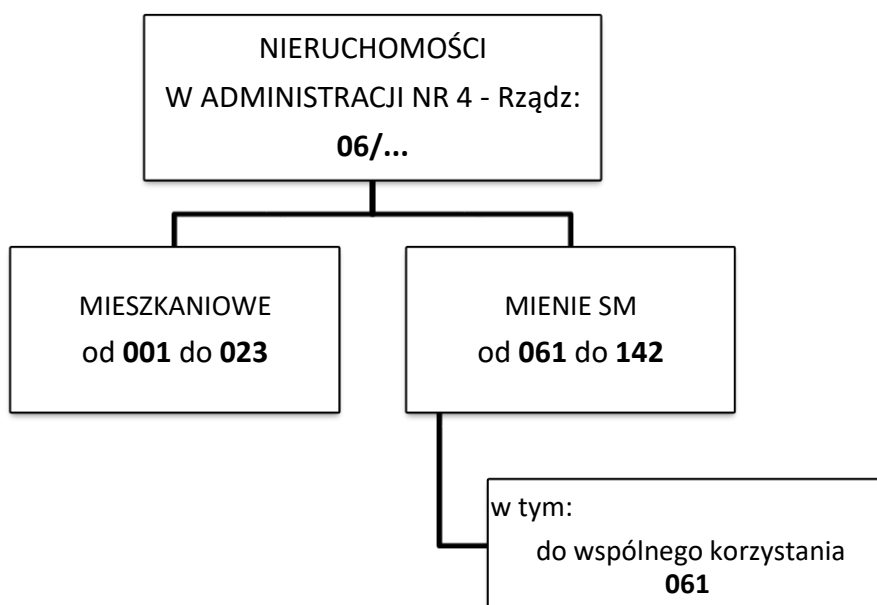 NIERUCHOMOŚCI
W ADMINISTRACJI NR 4 - Rządz:
06/...
MIESZKANIOWE
od 001 do 023
MIENIE SM
od 061 do 142
w tym:
do wspólnego korzystania
061